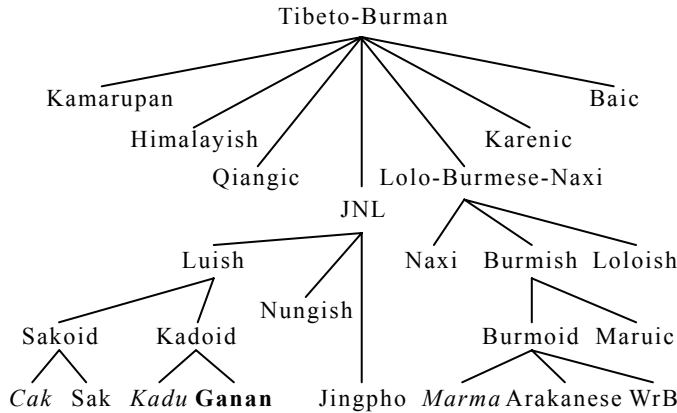 Tibeto-Burman
Kamarupan Baic
Himalayish Karenic
Qiangic Lolo-Burmese-Naxi
JNL
Luish Naxi Burmish Loloish
Nungish
Sakoid Kadoid Burmoid Maruic
Cak Sak Kadu Ganan Jingpho Marma Arakanese WrB